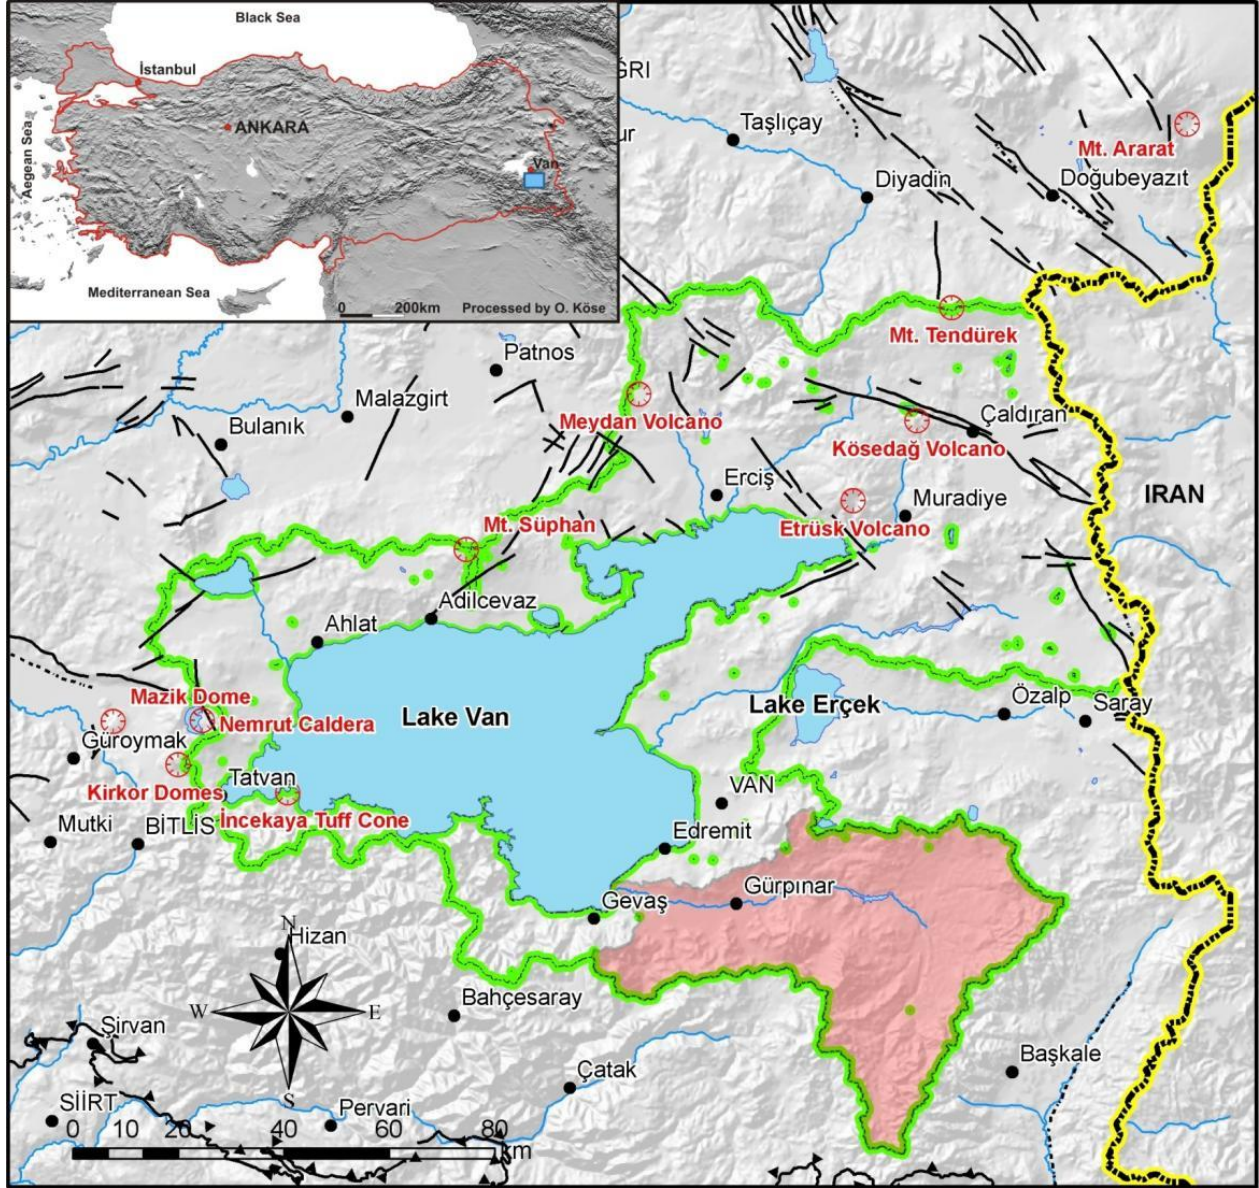 Black Sea
İstanbul
ANKARA
Aegean Sea
Van
Mediterranean Sea
0 200km
Processed by O. Köse
ĞRI
ur
Taşlıçay
Mt. Ararat
Diyadin
Doğubeyazıt
Mt. Tendürek
Patnos
Malazgirt
Meydan Volcano
Çaldıran
Bulanık
Kösedağ Volcano
Erciş
IRAN
Muradiye
Mt. Süphan
Etrüsk Volcano
Adilcevaz
Ahlat
Mazik Dome
Özalp
Lake Van
Lake Erçek
Saray
Nemrut Caldera
Güroymak
Tatvan
VAN
Kirkor Domes
İncekaya Tuff Cone
Mutki
BİTLİS
Edremit
Gürpınar
Gevaş
N
Hizan
W
E
Bahçesaray
Şirvan
Başkale
Çatak
S
SİİRT
Pervari
0 10 20 40 60 80
km